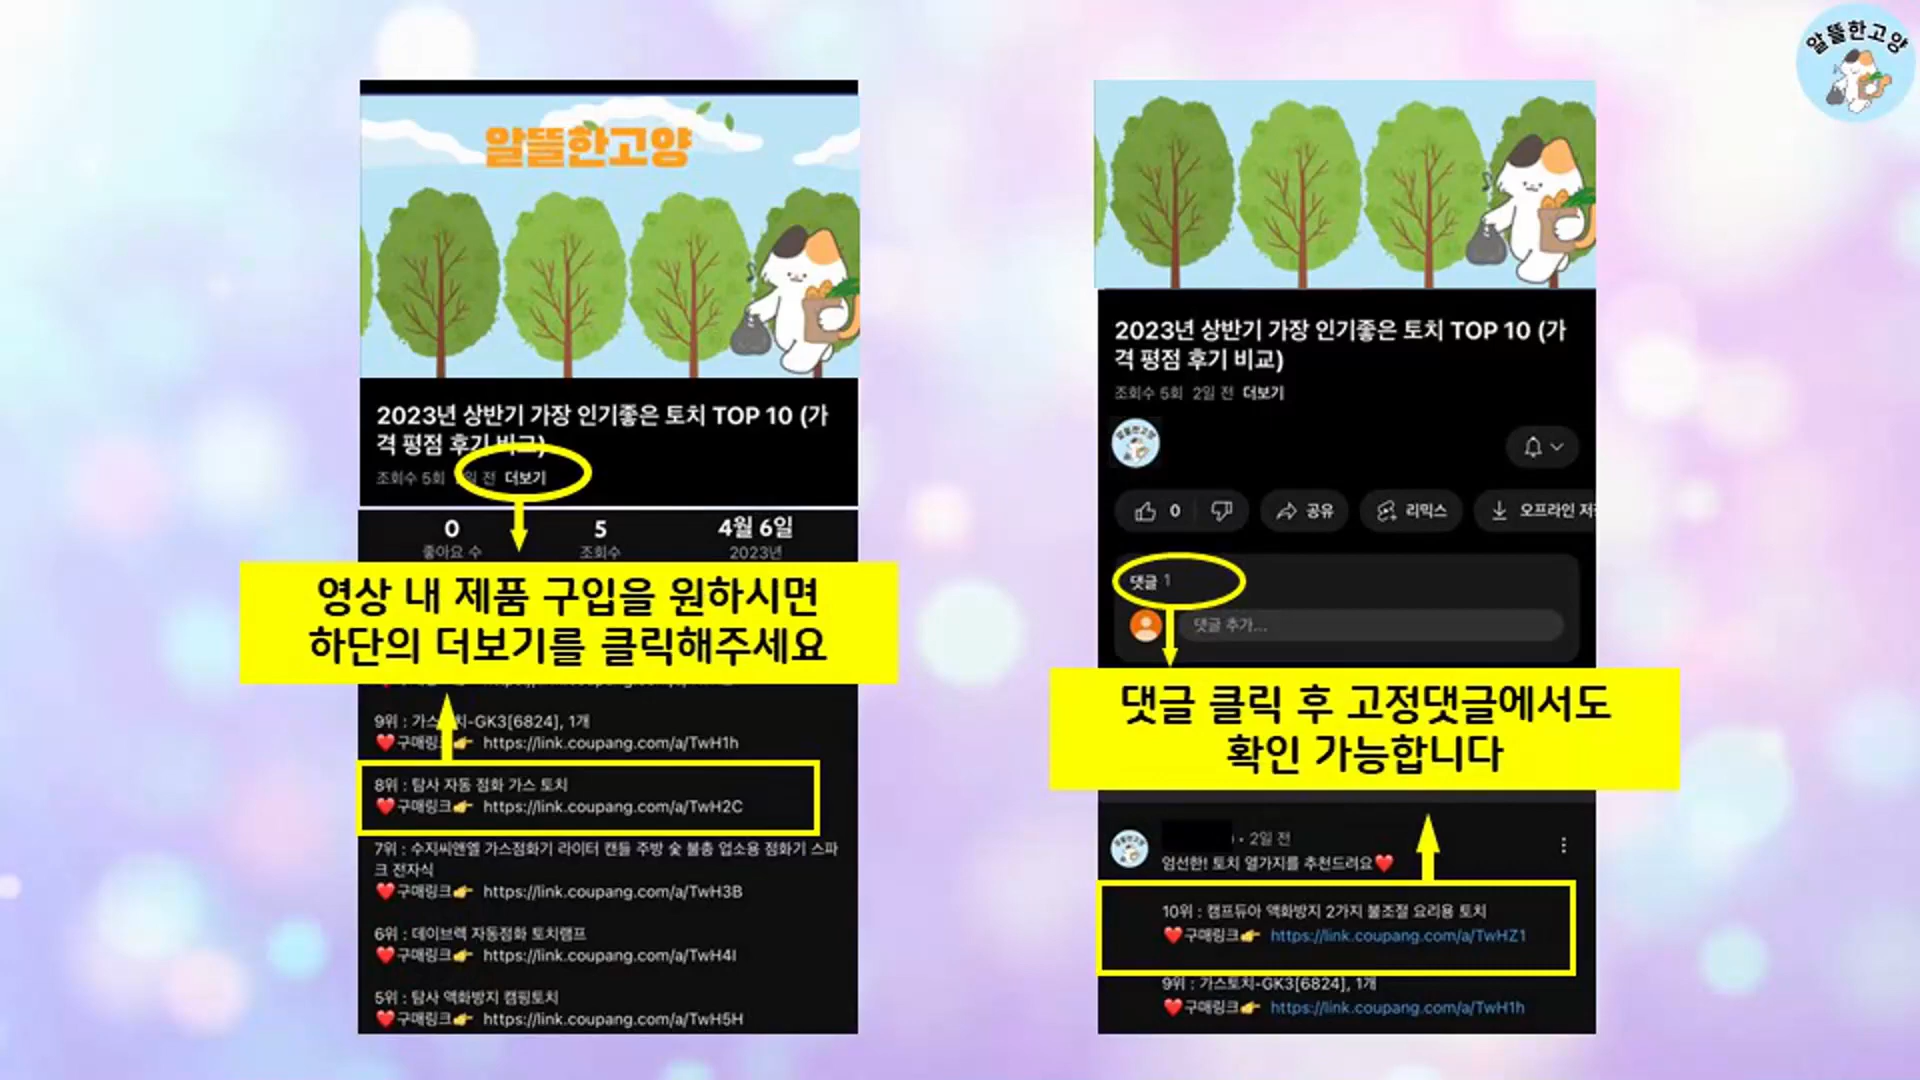 알뜰한고양
알뜰한고양
2023년 상반기 가장 인기좋은 토치 TOP 10 (가
격 평점 후기 비교)
조회수 5회 일 전 더보기
0
좋아요 수
5
조회수
4월 6일
2023년
영상 내 제품 구입을 원하시면
하단의 더보기를 클릭해주세요
9위 : 가스토치-GK3[6824], 1개
❤️구매링크👉 https://link.coupang.com/a/TwH1h
8위 : 탐사 자동 점화 가스 토치
❤️구매링크👉 https://link.coupang.com/a/TwH2C
7위 : 수지씨앤엘 가스점화기 라이터 캔들 주방 숯 불총 업소용 점화기 스파
크 전자식
❤️구매링크👉 https://link.coupang.com/a/TwH3B
6위 : 데이브렉 자동점화 토치램프
❤️구매링크👉 https://link.coupang.com/a/TwH4I
5위 : 탐사 액화방지 캠핑토치
❤️구매링크👉 https://link.coupang.com/a/TwH5H
2023년 상반기 가장 인기좋은 토치 TOP 10 (가
격 평점 후기 비교)
조회수 5회 2일 전 더보기
알뜰한고양
0
공유
리믹스
오프라인 저
댓글 1
댓글 추가...
댓글 클릭 후 고정댓글에서도
확인 가능합니다
알뜰한고양
• 2일 전
엄선한! 토치 열가지를 추천드려요❤️
10위 : 캠프듀아 액화방지 2가지 불조절 요리용 토치
❤️구매링크👉 https://link.coupang.com/a/TwHZ1
9위 : 가스토치-GK3[6824], 1개
❤️구매링크👉 https://link.coupang.com/a/TwH1h